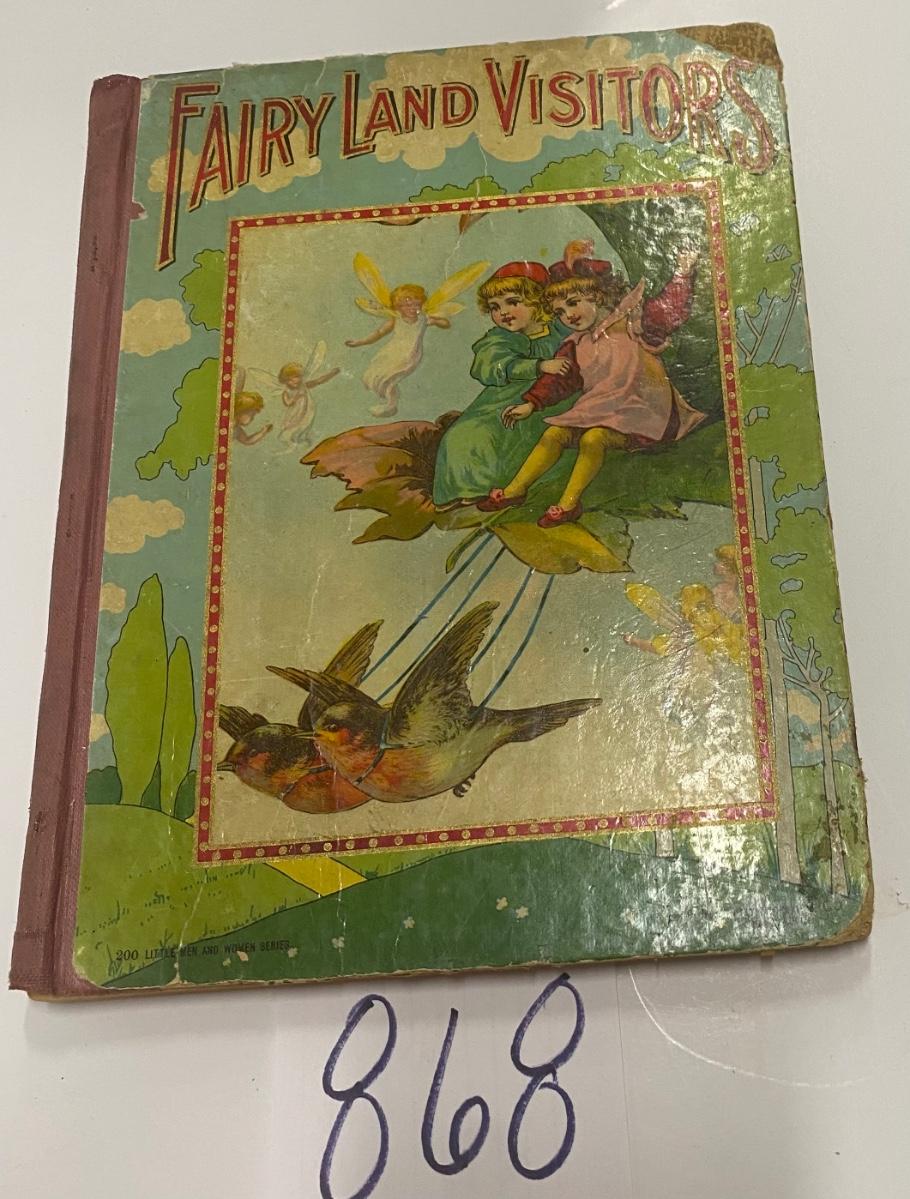 FAIRY LAND VISITORS
200 LITTLE MEN AND WOMEN SERIES
868